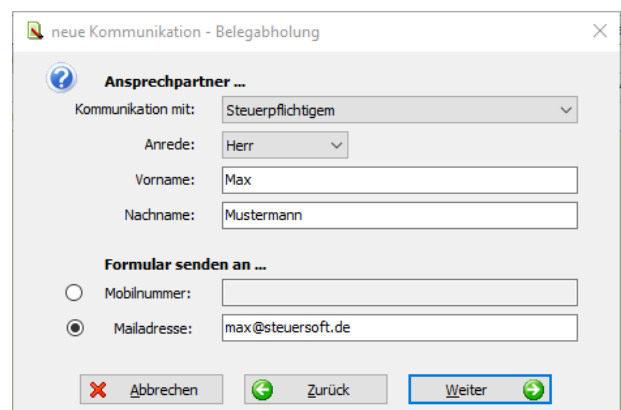 neue Kommunikation - Belegabholung
Ansprechpartner ...
Kommunikation mit: Steuerpflichtigem
Anrede: Herr
Vorname: Max
Nachname: Mustermann
Formular senden an ...
Mobilnummer:
Mailadresse: max@steuersoft.de
Abbrechen Zurück Weiter